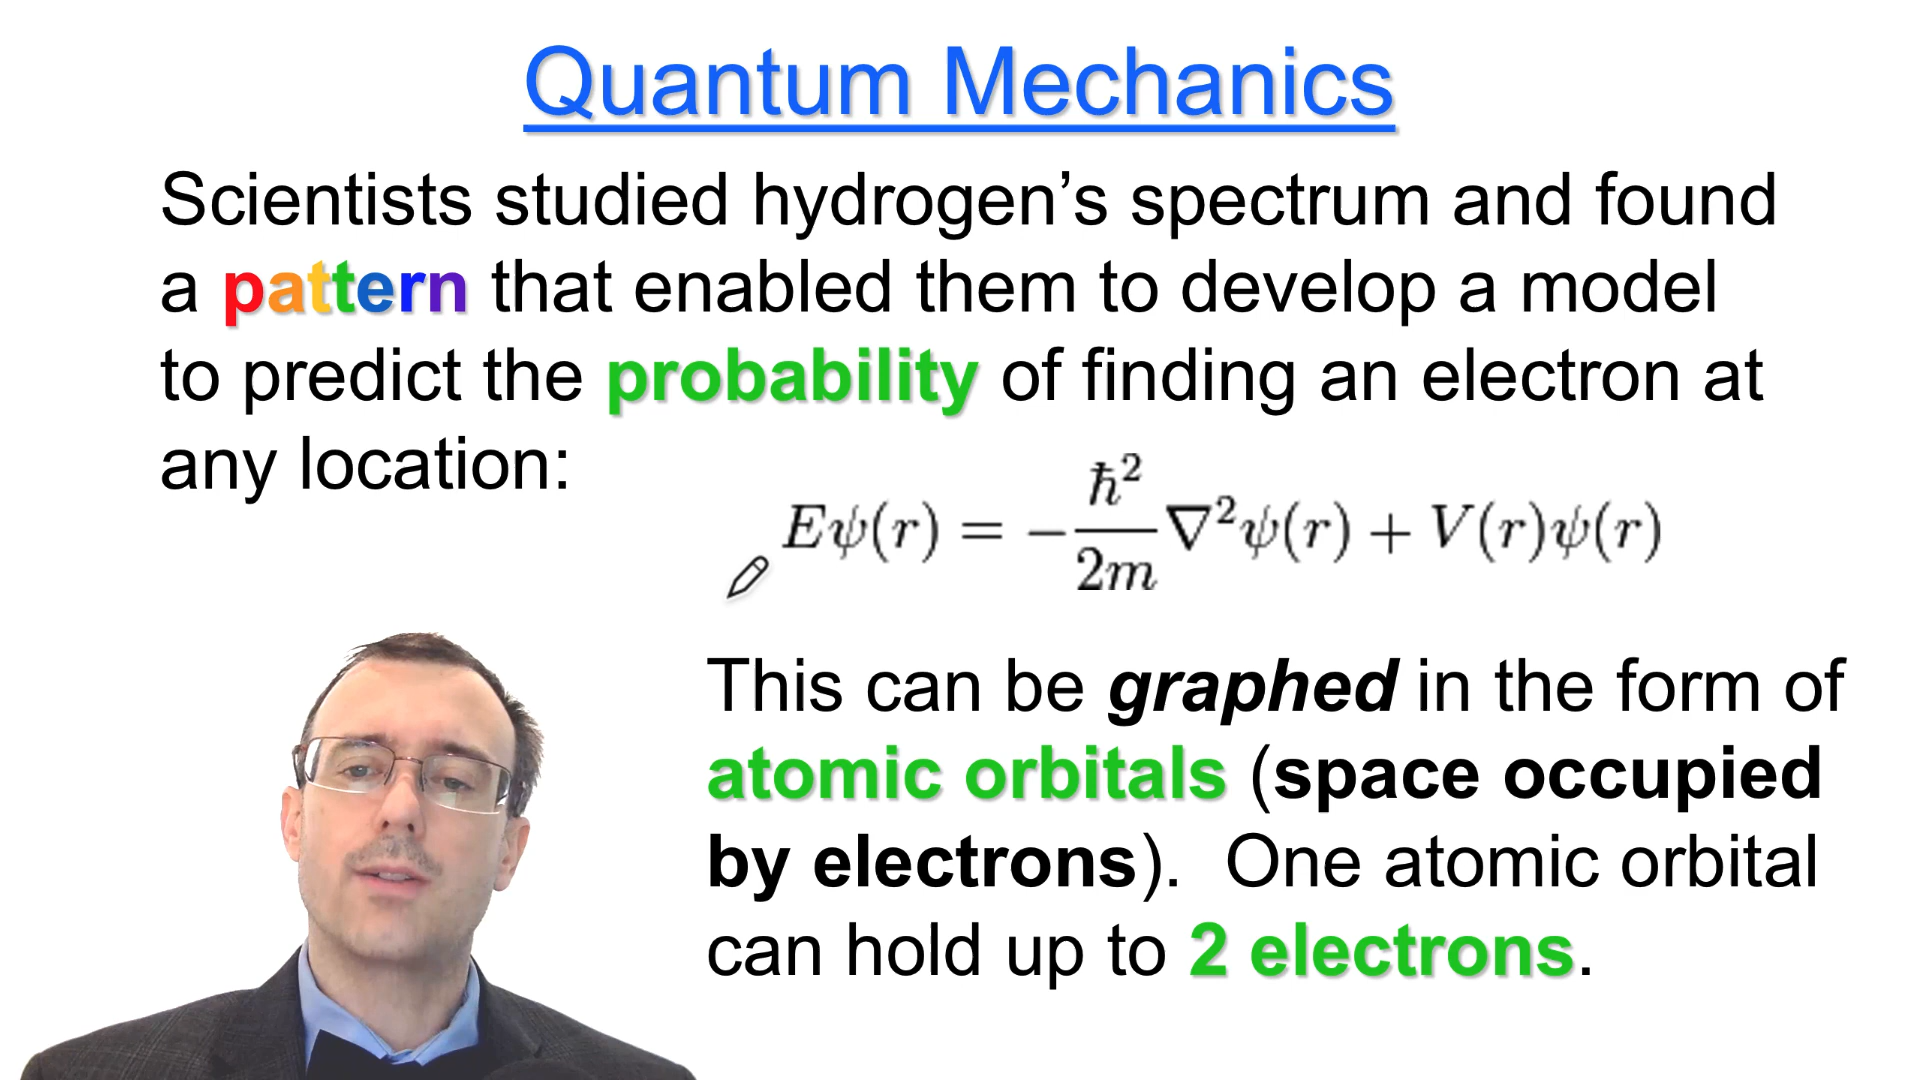 Quantum Mechanics
Scientists studied hydrogen’s spectrum and found
a pattern that enabled them to develop a model
to predict the probability of finding an electron at
any location:
Eψ(r) = −ℏ²/2m ∇²ψ(r) + V(r)ψ(r)
This can be graphed in the form of
atomic orbitals (space occupied
by electrons).  One atomic orbital
can hold up to 2 electrons.